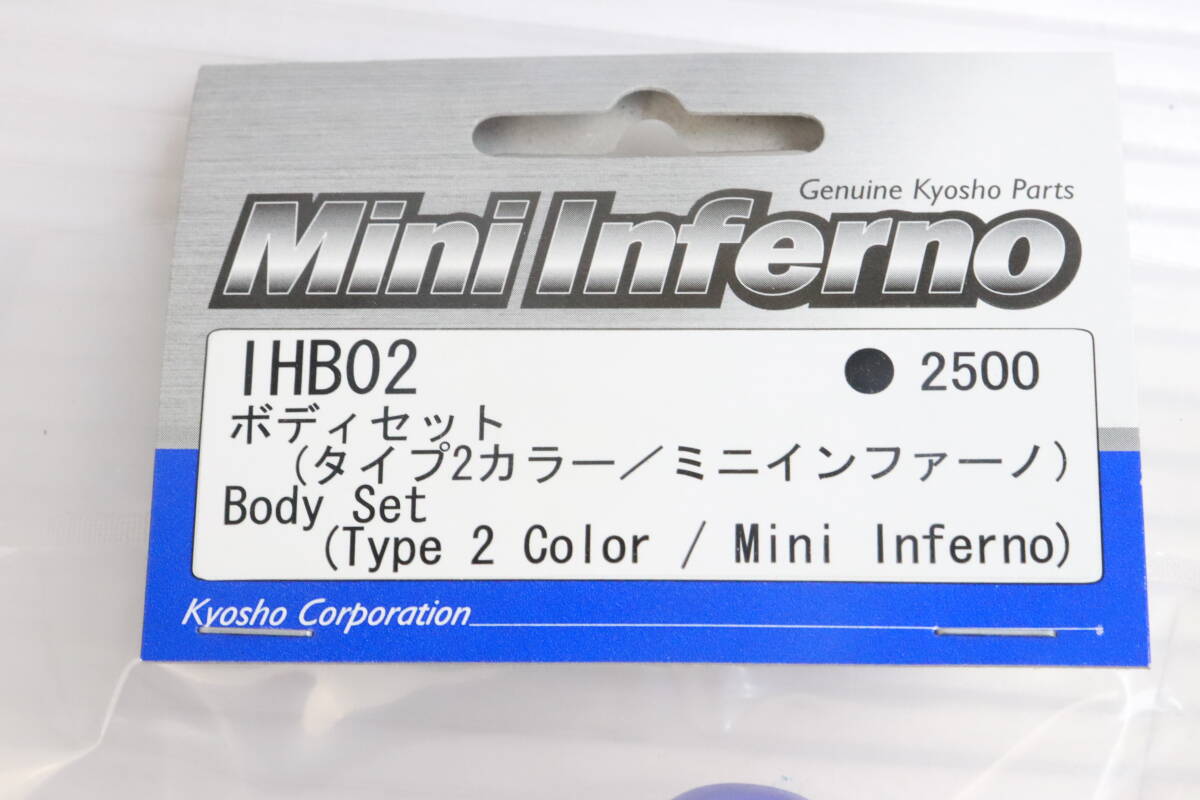 Genuine Kyosho Parts
Mini Inferno
IHB02 ● 2500
ボディセット
(タイプ2カラー／ミニインファーノ)
Body Set
(Type 2 Color / Mini Inferno)
Kyosho Corporation